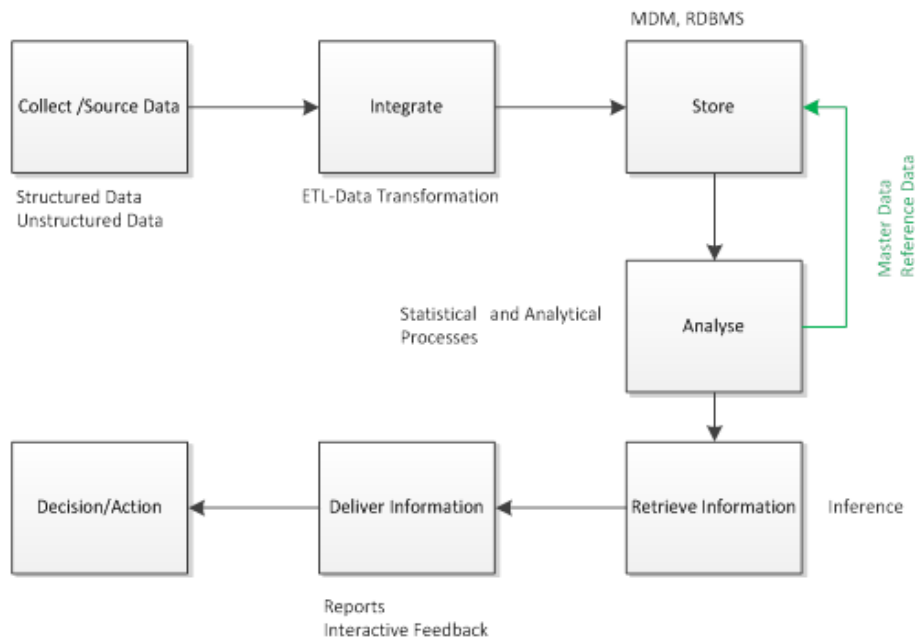 MDM, RDBMS
Collect /Source Data
Integrate
Store
Structured Data
Unstructured Data
ETL-Data Transformation
Master Data
Reference Data
Statistical and Analytical
Processes
Analyse
Decision/Action
Deliver Information
Retrieve Information
Inference
Reports
Interactive Feedback